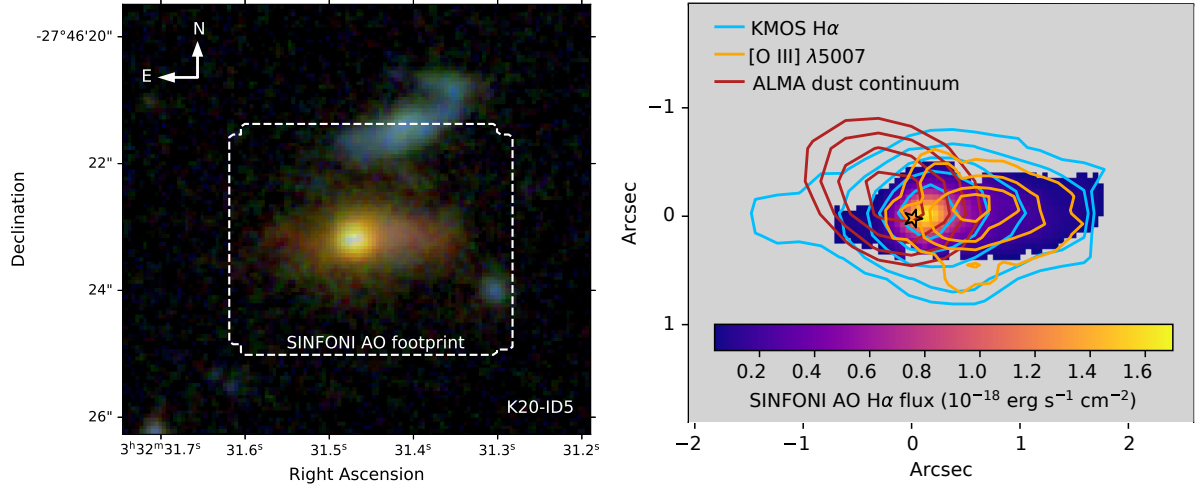 -27°46'20"
22"
24"
26"
Declination
N
E
SINFONI AO footprint
K20-ID5
3ʰ32ᵐ31.7ˢ 31.6ˢ 31.5ˢ 31.4ˢ 31.3ˢ 31.2ˢ
Right Ascension
KMOS Hα
[O III] λ5007
ALMA dust continuum
−1
0
1
Arcsec
0.2 0.4 0.6 0.8 1.0 1.2 1.4 1.6
SINFONI AO Hα flux (10⁻¹⁸ erg s⁻¹ cm⁻²)
−2 −1 0 1 2
Arcsec